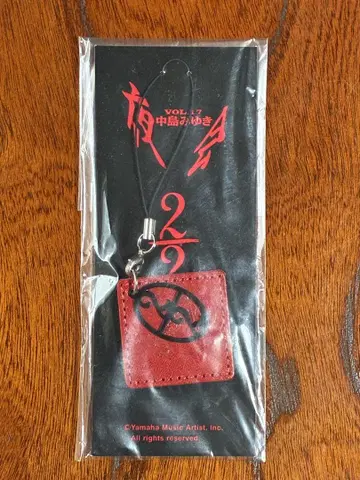 夜会
VOL.17
中島みゆき
2/2
©Yamaha Music Artist, Inc.
All rights reserved.